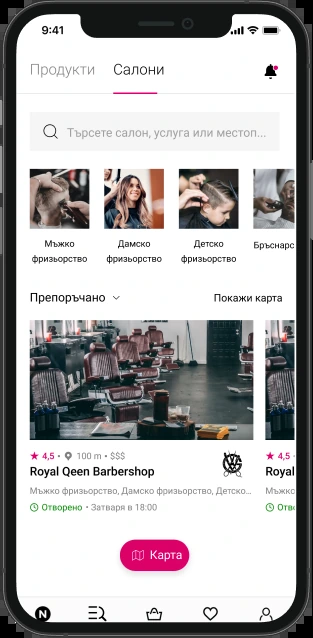 9:41
Продукти Салони
Търсете салон, услуга или местоп...
Мъжко фризьорство
Дамско фризьорство
Детско фризьорство
Бръснарс
Препоръчано Покажи карта
4,5 • 100 m • $$$
Royal Qeen Barbershop
Мъжко фризьорство, Дамско фризьорство, Детско...
Отворено • Затваря в 18:00
4,5 •
Royal
Мъжко
Отво
Карта
N